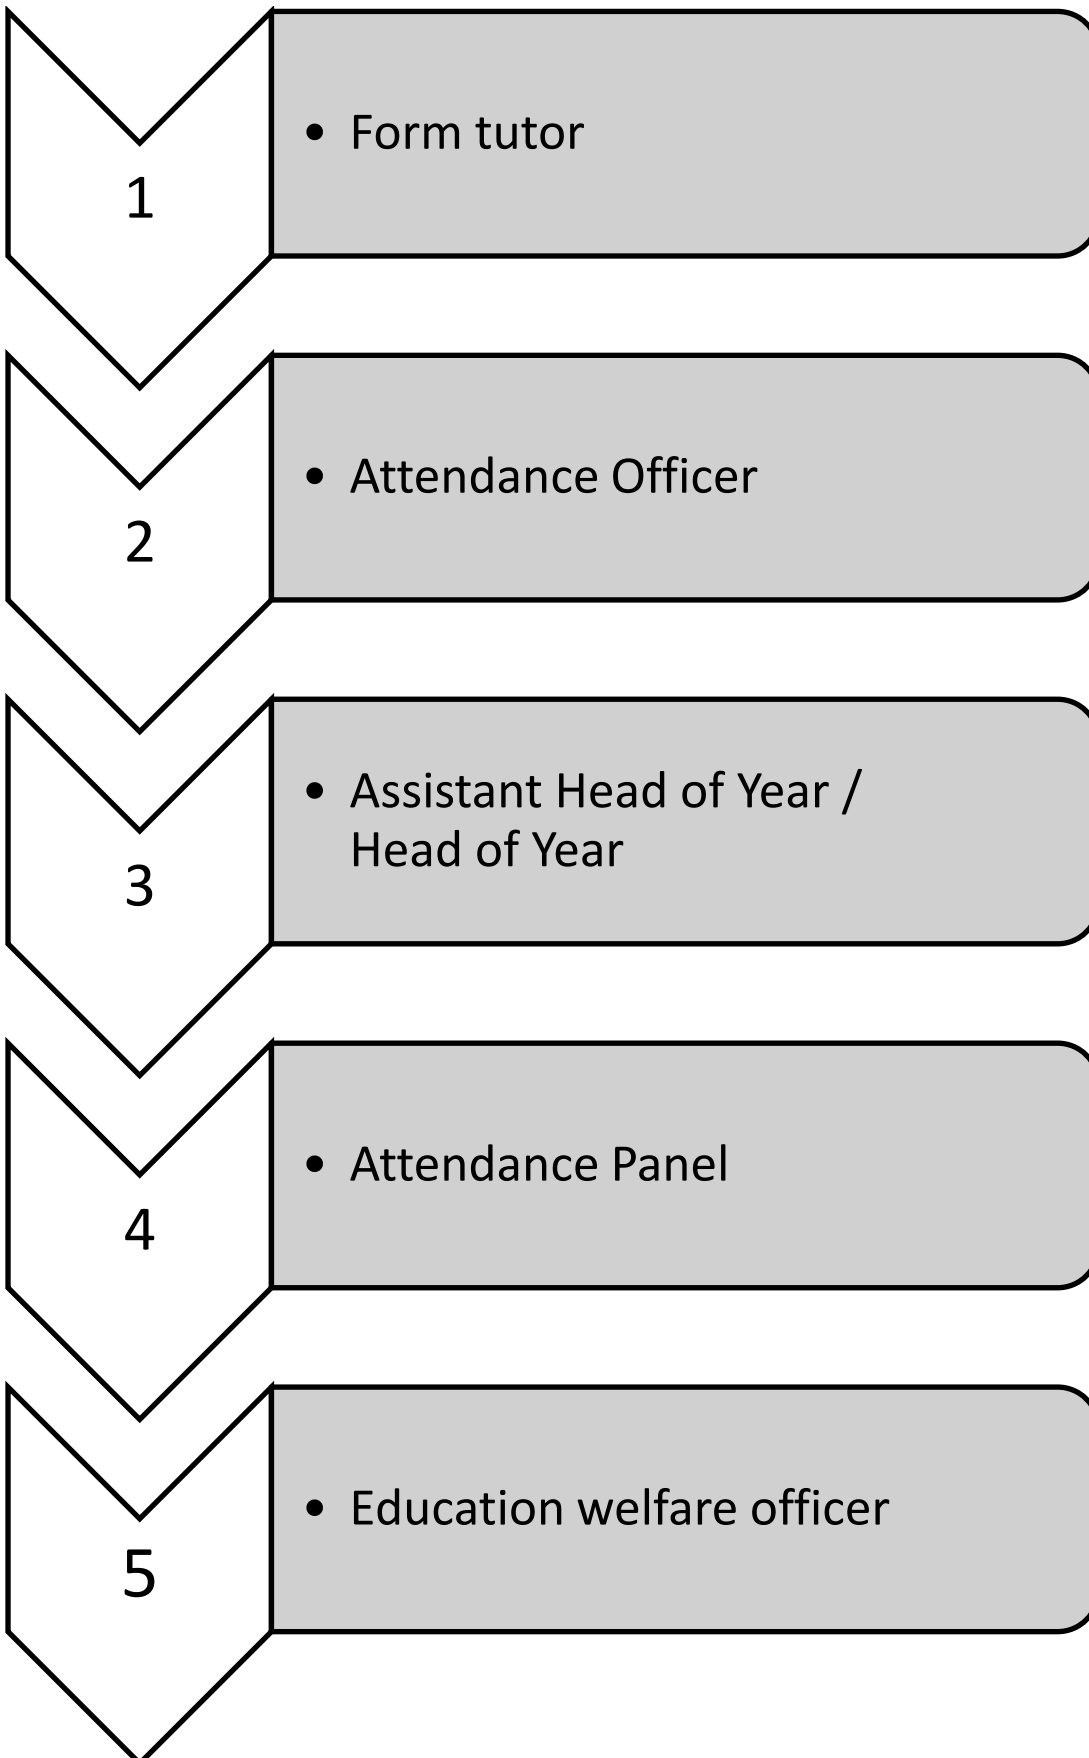 1
• Form tutor
2
• Attendance Officer
3
• Assistant Head of Year /
Head of Year
4
• Attendance Panel
5
• Education welfare officer